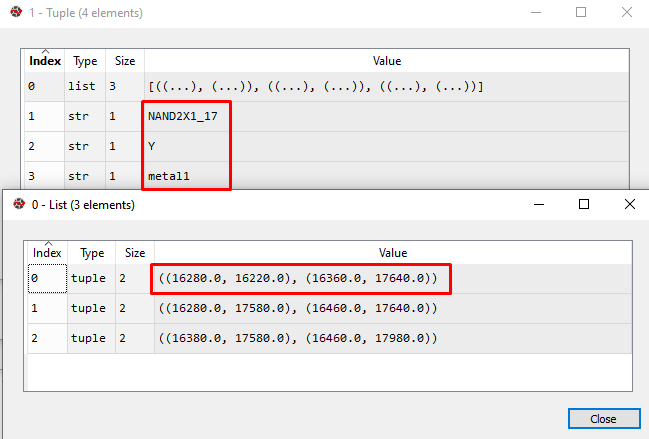 1 - Tuple (4 elements)
Index Type Size Value
0 list 3 [((...), (...)), ((...), (...)), ((...), (...))]
1 str 1 NAND2X1_17
2 str 1 Y
3 str 1 metal1
0 - List (3 elements)
Index Type Size Value
0 tuple 2 ((16280.0, 16220.0), (16360.0, 17640.0))
1 tuple 2 ((16280.0, 17580.0), (16460.0, 17640.0))
2 tuple 2 ((16380.0, 17580.0), (16460.0, 17980.0))
Close